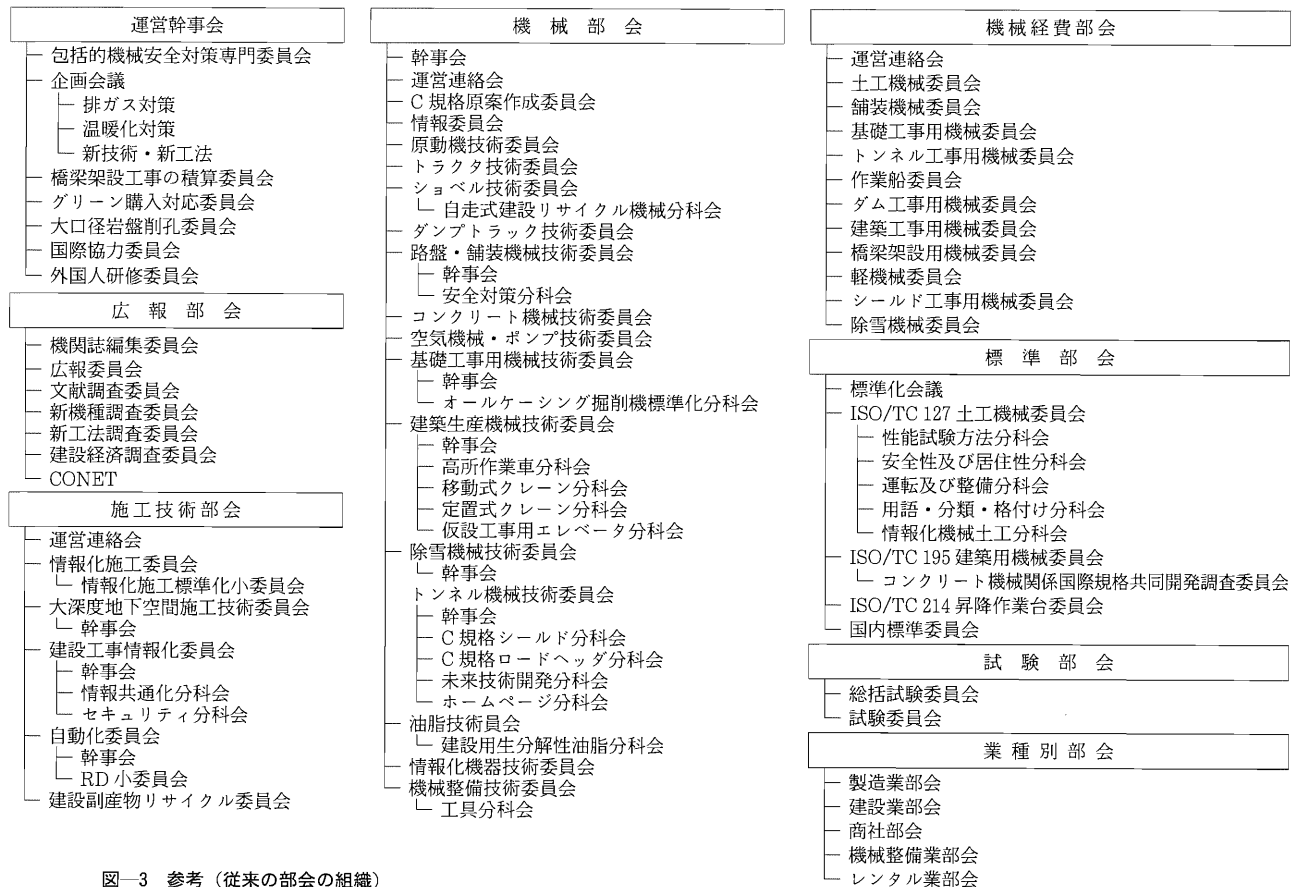 運営幹事会
包括的機械安全対策専門委員会
企画会議
排ガス対策
温暖化対策
新技術・新工法
橋梁架設工事の積算委員会
グリーン購入対応委員会
大口径岩盤削孔委員会
国際協力委員会
外国人研修委員会
広報部会
機関誌編集委員会
広報委員会
文献調査委員会
新機種調査委員会
新工法調査委員会
建設経済調査委員会
CONET
施工技術部会
運営連絡会
情報化施工委員会
情報化施工標準化小委員会
大深度地下空間施工技術委員会
幹事会
建設工事情報化委員会
幹事会
情報共通化分科会
セキュリティ分科会
自動化委員会
幹事会
RD小委員会
建設副産物リサイクル委員会
機械部会
幹事会
運営連絡会
C規格原案作成委員会
情報委員会
原動機技術委員会
トラクタ技術委員会
ショベル技術委員会
自走式建設リサイクル機械分科会
ダンプトラック技術委員会
路盤・舗装機械技術委員会
幹事会
安全対策分科会
コンクリート機械技術委員会
空気機械・ポンプ技術委員会
基礎工事用機械技術委員会
幹事会
オールケーシング掘削機標準化分科会
建築生産機械技術委員会
幹事会
高所作業車分科会
移動式クレーン分科会
定置式クレーン分科会
仮設工事用エレベータ分科会
除雪機械技術委員会
幹事会
トンネル機械技術委員会
幹事会
C規格シールド分科会
C規格ロードヘッダ分科会
未来技術開発分科会
ホームページ分科会
油脂技術員会
建設用生分解性油脂分科会
情報化機器技術委員会
機械整備技術委員会
工具分科会
機械経費部会
運営連絡会
土工機械委員会
舗装機械委員会
基礎工事用機械委員会
トンネル工事用機械委員会
作業船委員会
ダム工事用機械委員会
建築工事用機械委員会
橋梁架設用機械委員会
軽機械委員会
シールド工事用機械委員会
除雪機械委員会
標準部会
標準化会議
ISO/TC 127 土工機械委員会
性能試験方法分科会
安全性及び居住性分科会
運転及び整備分科会
用語・分類・格付け分科会
情報化機械土工分科会
ISO/TC 195 建築用機械委員会
コンクリート機械関係国際規格共同開発調査委員会
ISO/TC 214 昇降作業台委員会
国内標準委員会
試験部会
総括試験委員会
試験委員会
業種別部会
製造業部会
建設業部会
商社部会
機械整備業部会
レンタル業部会
図—3 参考(従来の部会の組織)